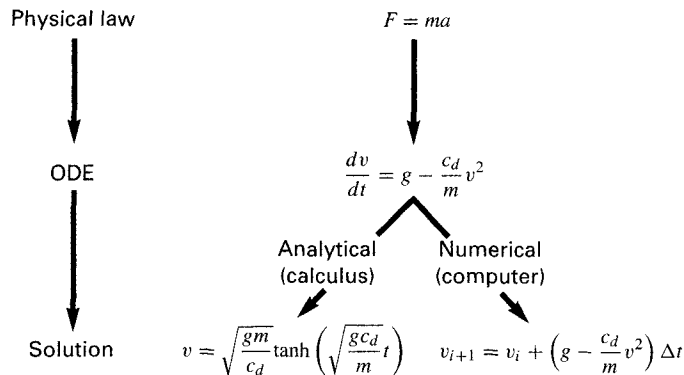 Physical law F = ma
ODE dv/dt = g − (c_d/m) v²
Analytical Numerical
(calculus) (computer)
Solution v = √(gm/c_d) tanh(√(gc_d/m) t) v_{i+1} = v_i + (g − (c_d/m) v²) Δt